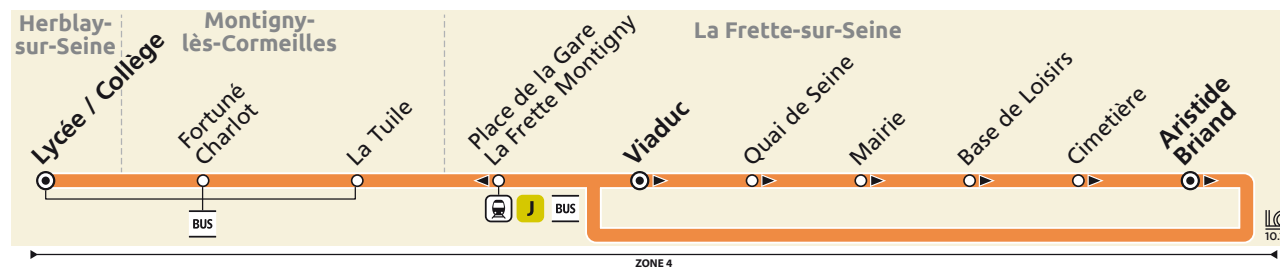 Herblay-
sur-Seine
Montigny-
lès-Cormeilles
La Frette-sur-Seine
Lycée / Collège
Fortuné
Charlot
La Tuile
Place de la Gare
La Frette Montigny
Viaduc
Quai de Seine
Mairie
Base de Loisirs
Cimetière
Aristide
Briand
BUS
J
BUS
ZONE 4